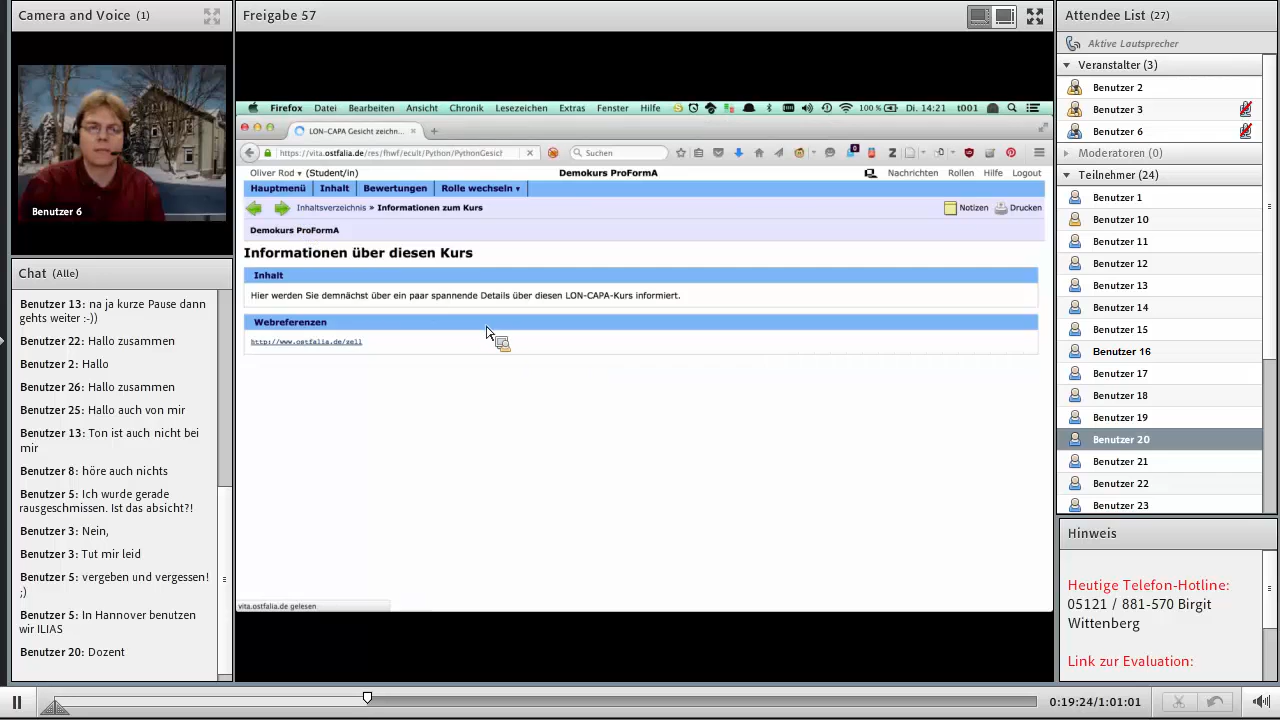 Camera and Voice (1)
Benutzer 6
Chat (Alle)
Benutzer 13: na ja kurze Pause dann
gehts weiter :-))
Benutzer 22: Hallo zusammen
Benutzer 2: Hallo
Benutzer 26: Hallo zusammen
Benutzer 25: Hallo auch von mir
Benutzer 13: Ton ist auch nicht bei
mir
Benutzer 8: höre auch nichts
Benutzer 5: Ich wurde gerade
rausgeschmissen. Ist das absicht?!
Benutzer 3: Nein,
Benutzer 3: Tut mir leid
Benutzer 5: vergeben und vergessen!
;)
Benutzer 5: In Hannover benutzen
wir ILIAS
Benutzer 20: Dozent
Freigabe 57
Firefox Datei Bearbeiten Ansicht Chronik Lesezeichen Extras Fenster Hilfe 100% Di. 14:21 t001
LON-CAPA Gesicht zeichn...
https://vita.ostfalia.de/res/fhwf/ecult/Python/PythonGesich Suchen 0
Oliver Rod (Student/in) Demokurs ProFormA Nachrichten Rollen Hilfe Logout
Hauptmenü Inhalt Bewertungen Rolle wechseln
Inhaltsverzeichnis » Informationen zum Kurs Notizen Drucken
Demokurs ProFormA
Informationen über diesen Kurs
Inhalt
Hier werden Sie demnächst über ein paar spannende Details über diesen LON-CAPA-Kurs informiert.
Webreferenzen
http://www.ostfalia.de/zell
vita.ostfalia.de gelesen
Attendee List (27)
Aktive Lautsprecher
Veranstalter (3)
Benutzer 2
Benutzer 3
Benutzer 6
Moderatoren (0)
Teilnehmer (24)
Benutzer 1
Benutzer 10
Benutzer 11
Benutzer 12
Benutzer 13
Benutzer 14
Benutzer 15
Benutzer 16
Benutzer 17
Benutzer 18
Benutzer 19
Benutzer 20
Benutzer 21
Benutzer 22
Benutzer 23
Hinweis
Heutige Telefon-Hotline:
05121 / 881-570 Birgit
Wittenberg
Link zur Evaluation:
0:19:24/1:01:01